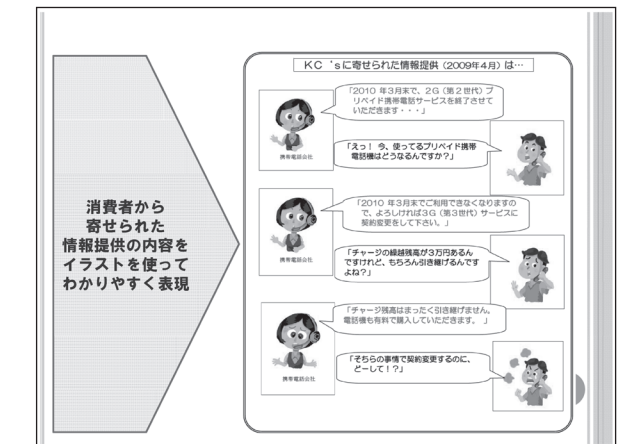 消費者から
寄せられた
情報提供の内容を
イラストを使って
わかりやすく表現
KC'sに寄せられた情報提供（2009年4月）は…
「2010 年3月末で、2G（第2世代）プ
リペイド携帯電話サービスを終了させて
いただきます・・・」
携帯電話会社
「えっ！ 今、使ってるプリペイド携帯
電話機はどうなるんですか？」
「2010 年3月末でご利用できなくなりますの
で、よろしければ3G（第3世代）サービスに
契約変更をして下さい。」
携帯電話会社
「チャージの繰越残高が3万円あるん
ですけれど、もちろん引き継げるんです
よね？」
「チャージ残高はまったく引き継げません。
電話機も有料で購入していただきます。 」
携帯電話会社
「そちらの事情で契約変更するのに、
どーして！？」